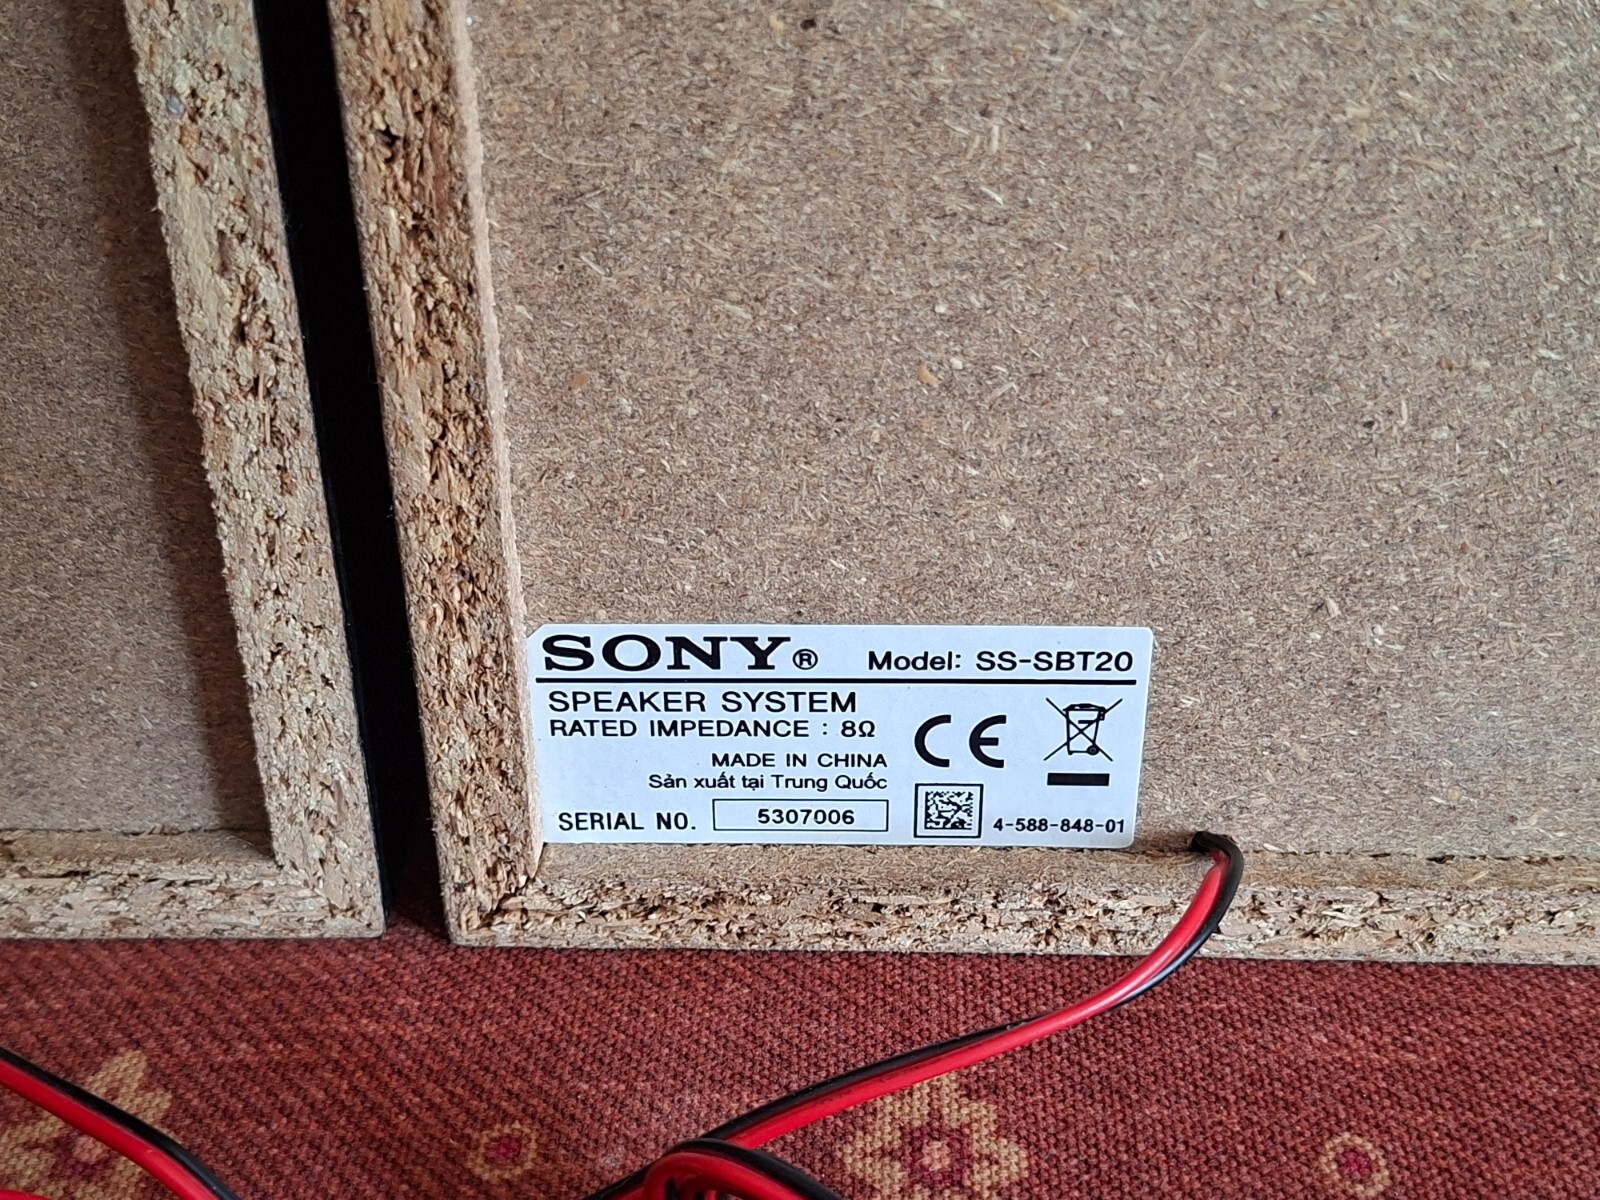 SONY® Model: SS-SBT20
SPEAKER SYSTEM
RATED IMPEDANCE : 8Ω
CE
MADE IN CHINA
Sản xuất tại Trung Quốc
SERIAL NO. 5307006
4-588-848-01